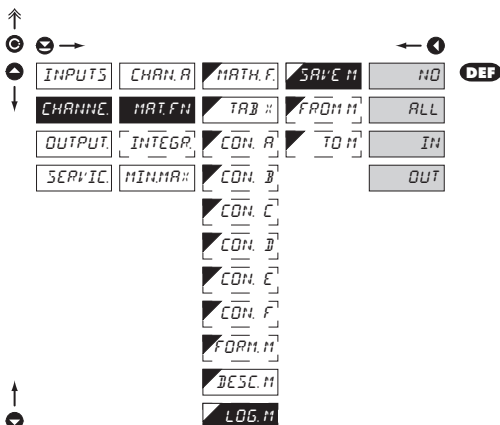 INPUTS CHAN. A MATH. F. SAVE M NO DEF
CHANNE. MAT. FN TAB X FROM M ALL
OUTPUT. INTEGR. CON. A TO M IN
SERVIC. MIN.MAX CON. B OUT
CON. C
CON. D
CON. E
CON. F
FORM. M
DESC. M
LOG. M